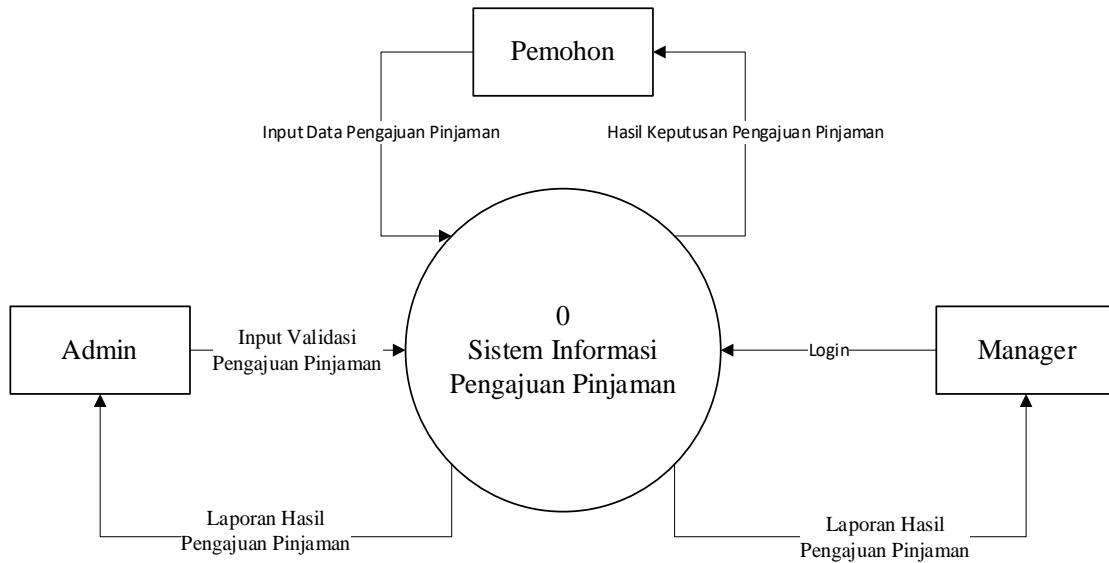 Pemohon
Input Data Pengajuan Pinjaman
Hasil Keputusan Pengajuan Pinjaman
Admin
Input Validasi
Pengajuan Pinjaman
0
Sistem Informasi
Pengajuan Pinjaman
Login
Manager
Laporan Hasil
Pengajuan Pinjaman
Laporan Hasil
Pengajuan Pinjaman